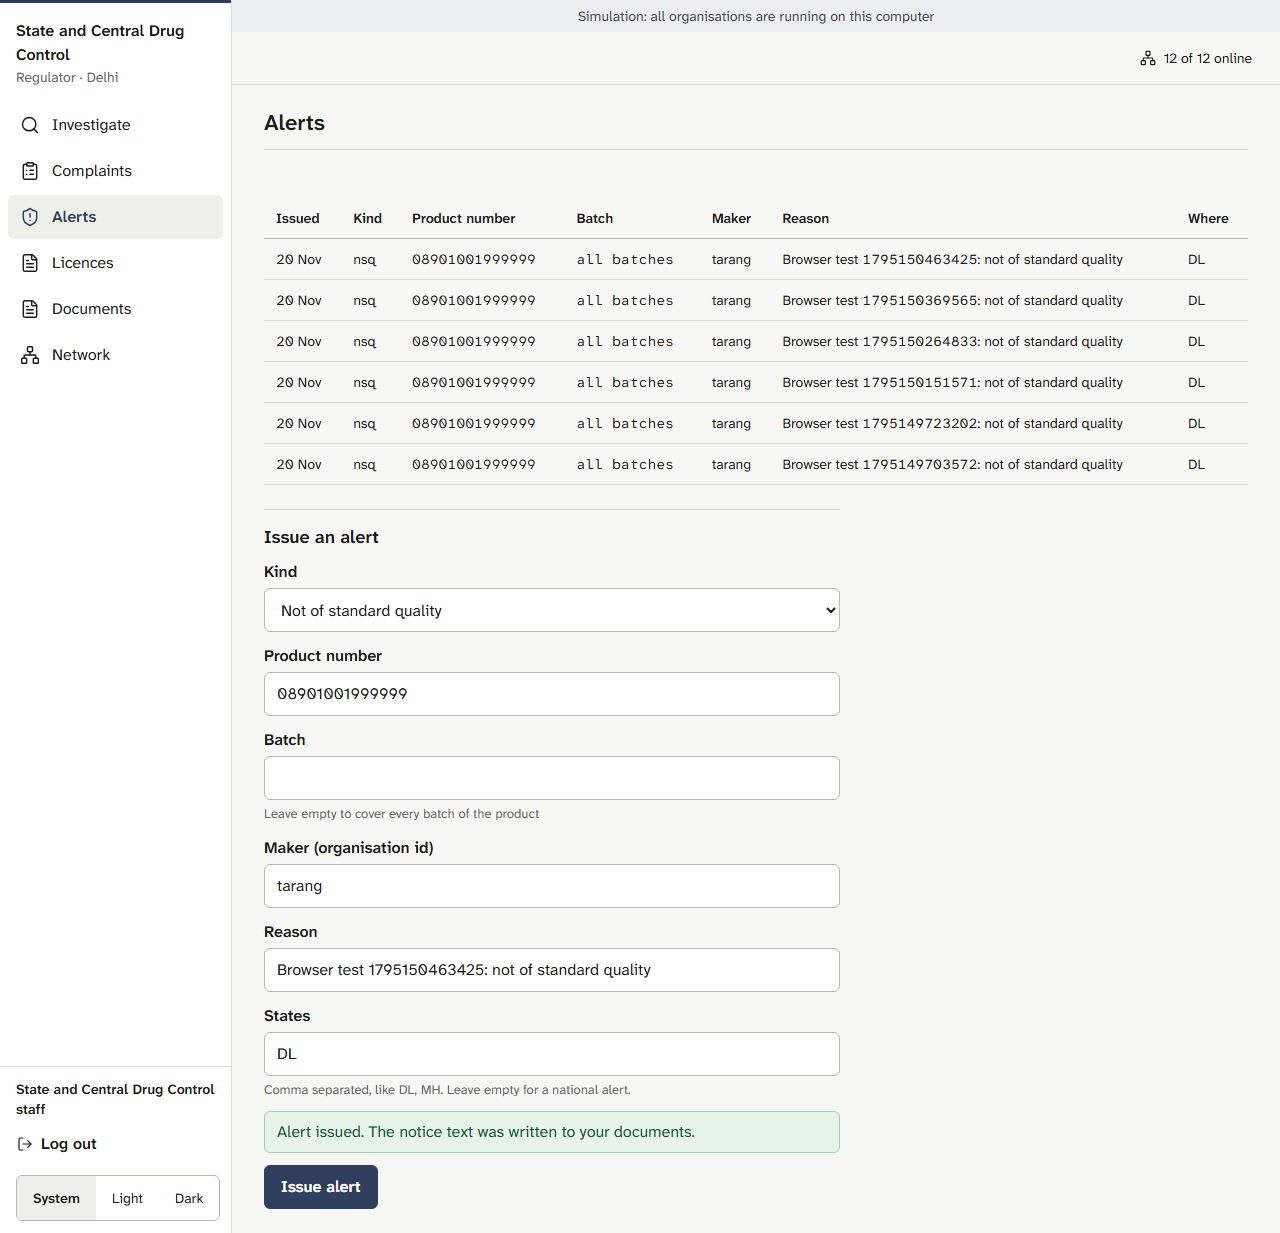 State and Central Drug
Control
Regulator · Delhi
Investigate
Complaints
Alerts
Licences
Documents
Network
State and Central Drug Control
staff
Log out
System Light Dark
Simulation: all organisations are running on this computer
12 of 12 online
Alerts
Issued Kind Product number Batch Maker Reason Where
20 Nov nsq 08901001999999 all batches tarang Browser test 1795150463425: not of standard quality DL
20 Nov nsq 08901001999999 all batches tarang Browser test 1795150369565: not of standard quality DL
20 Nov nsq 08901001999999 all batches tarang Browser test 1795150264833: not of standard quality DL
20 Nov nsq 08901001999999 all batches tarang Browser test 1795150151571: not of standard quality DL
20 Nov nsq 08901001999999 all batches tarang Browser test 1795149723202: not of standard quality DL
20 Nov nsq 08901001999999 all batches tarang Browser test 1795149703572: not of standard quality DL
Issue an alert
Kind
Not of standard quality
Product number
08901001999999
Batch
Leave empty to cover every batch of the product
Maker (organisation id)
tarang
Reason
Browser test 1795150463425: not of standard quality
States
DL
Comma separated, like DL, MH. Leave empty for a national alert.
Alert issued. The notice text was written to your documents.
Issue alert